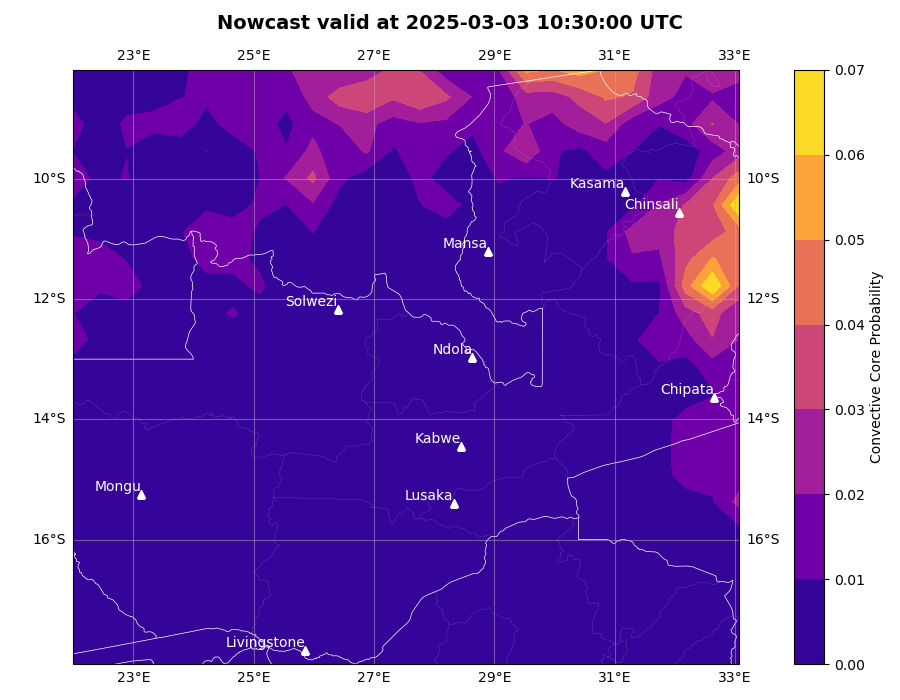 Nowcast valid at 2025-03-03 10:30:00 UTC
23°E 25°E 27°E 29°E 31°E 33°E
0.07
0.06
10°S 10°S
Kasama
Chinsali
0.05
Mansa
12°S 12°S
Solwezi
0.04
Ndola
Convective Core Probability
Chipata
0.03
14°S 14°S
Kabwe
Mongu
Lusaka
0.02
16°S 16°S
0.01
Livingstone
0.00
23°E 25°E 27°E 29°E 31°E 33°E